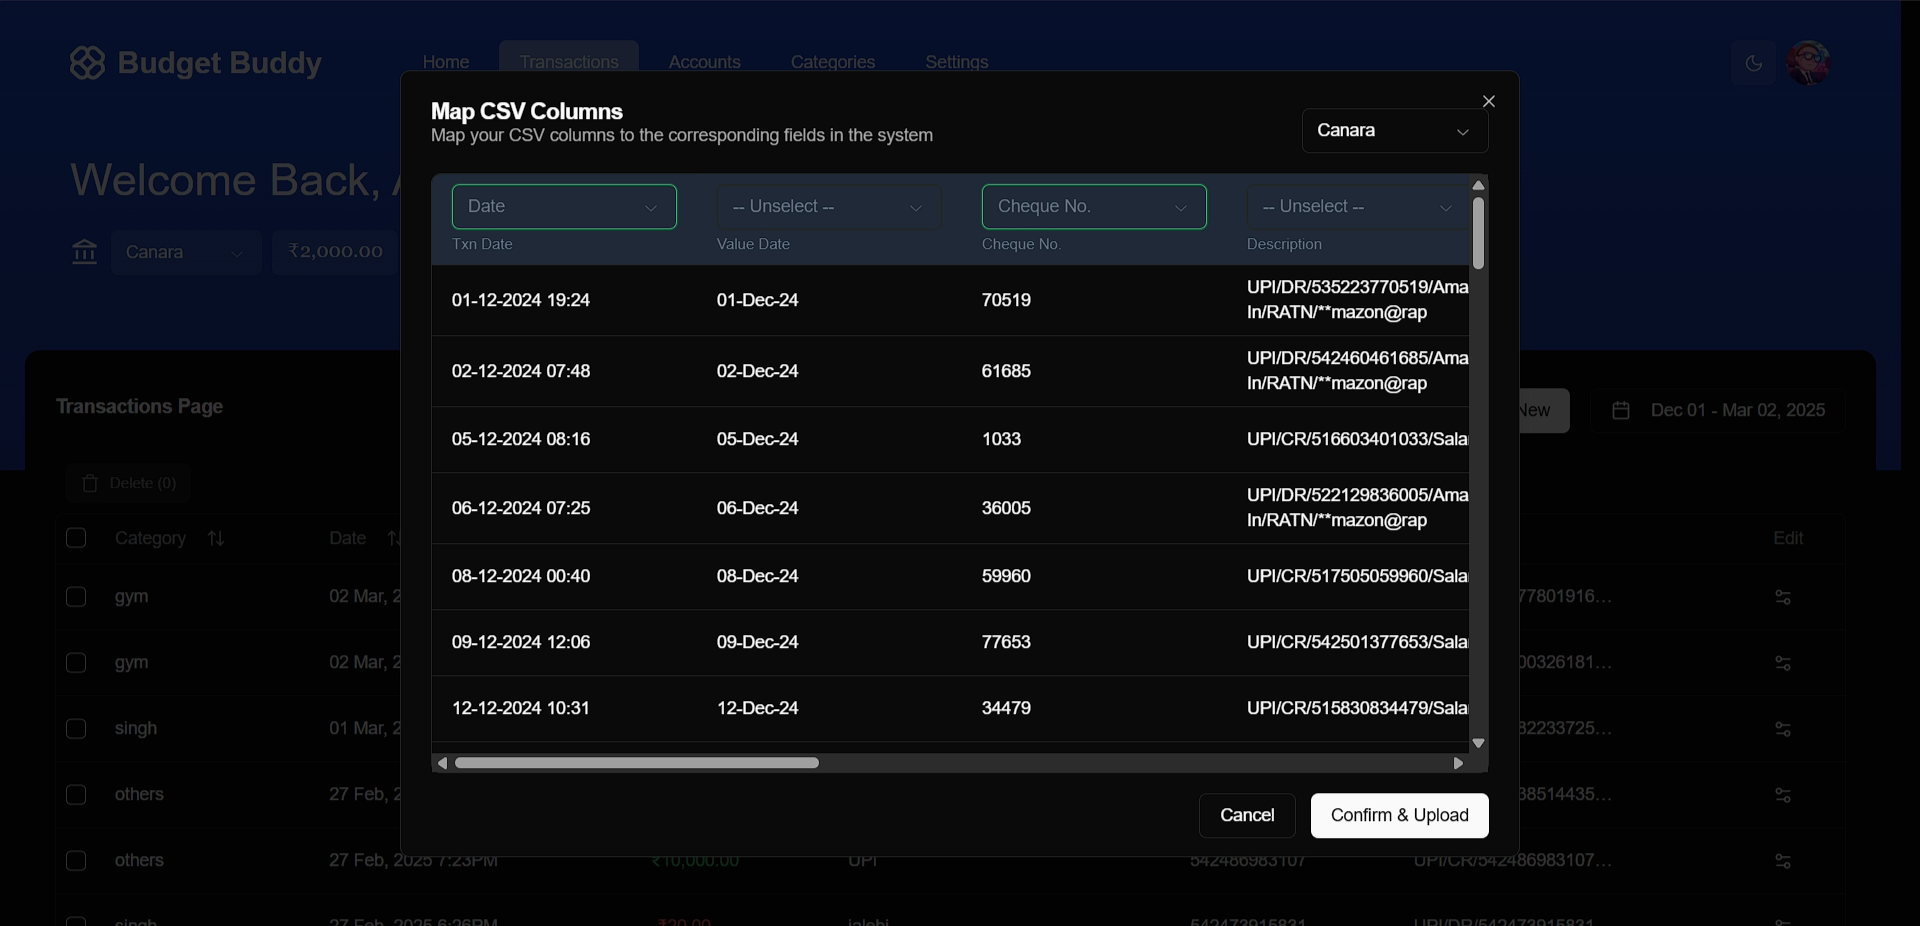 Budget Buddy
Home Transactions Accounts Categories Settings
Welcome Back,
Canara ₹2,000.00
Map CSV Columns
Map your CSV columns to the corresponding fields in the system
Canara
Date -- Unselect -- Cheque No. -- Unselect --
Txn Date Value Date Cheque No. Description
01-12-2024 19:24 01-Dec-24 70519 UPI/DR/535223770519/Ama
In/RATN/**mazon@rap
02-12-2024 07:48 02-Dec-24 61685 UPI/DR/542460461685/Ama
In/RATN/**mazon@rap
05-12-2024 08:16 05-Dec-24 1033 UPI/CR/516603401033/Sala
06-12-2024 07:25 06-Dec-24 36005 UPI/DR/522129836005/Ama
In/RATN/**mazon@rap
08-12-2024 00:40 08-Dec-24 59960 UPI/CR/517505059960/Sala
09-12-2024 12:06 09-Dec-24 77653 UPI/CR/542501377653/Sala
12-12-2024 10:31 12-Dec-24 34479 UPI/CR/515830834479/Sala
Cancel Confirm & Upload
Transactions Page
New Dec 01 - Mar 02, 2025
Delete (0)
Category Date Edit
gym 02 Mar, 2 77801916...
gym 02 Mar, 2 00326181...
singh 01 Mar, 2 82233725...
others 27 Feb, 2 38514435...
others 27 Feb, 2025 7:23PM ₹10,000.00 UPI 542486983107 UPI/CR/542486983107...
singh 27 Feb, 2025 6:26PM ₹20.00 jalebi 542473915831 UPI/DR/542473915831